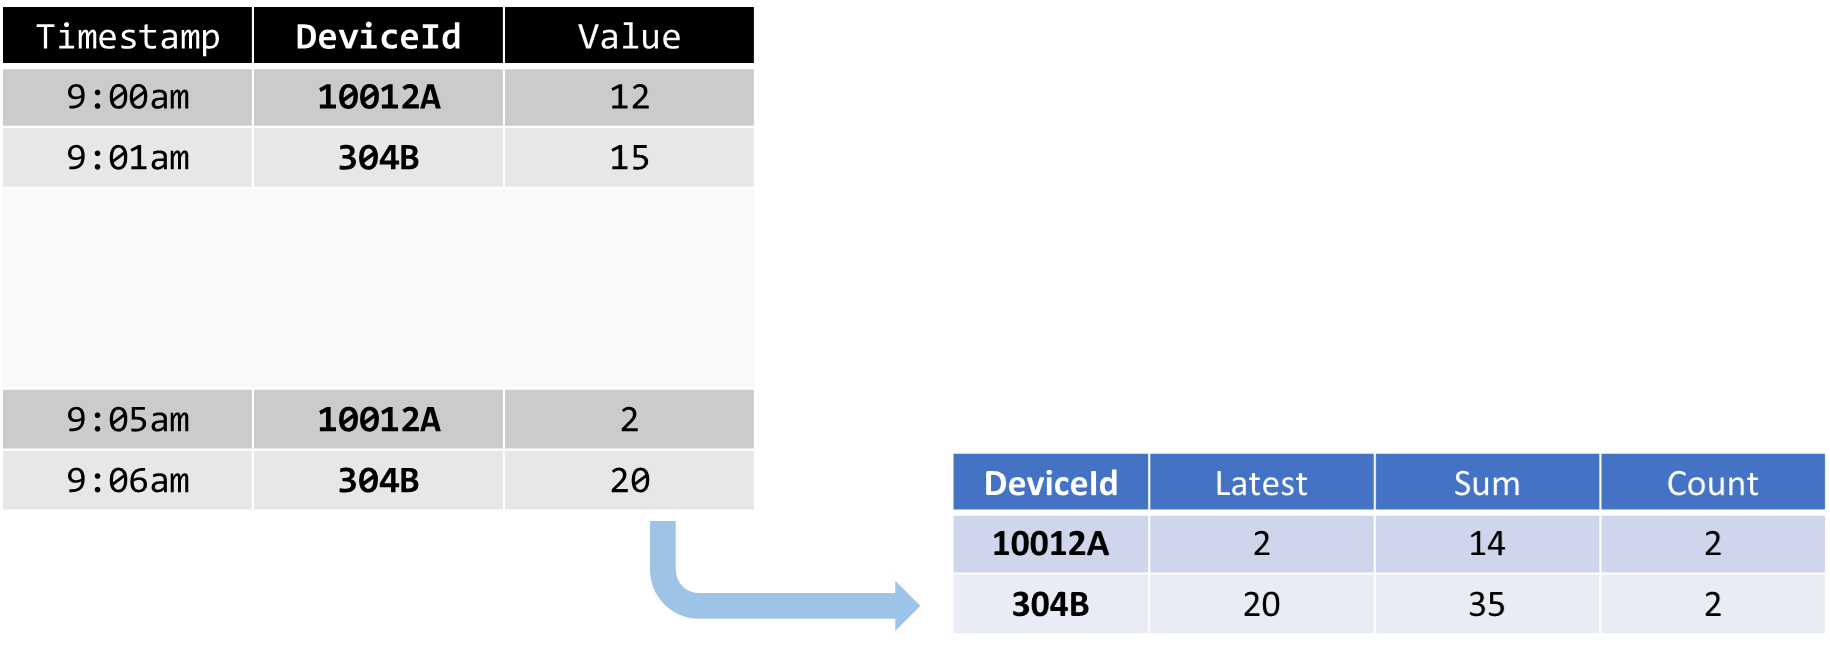 Timestamp DeviceId Value
9:00am 10012A 12
9:01am 304B 15
9:05am 10012A 2
9:06am 304B 20
DeviceId Latest Sum Count
10012A 2 14 2
304B 20 35 2